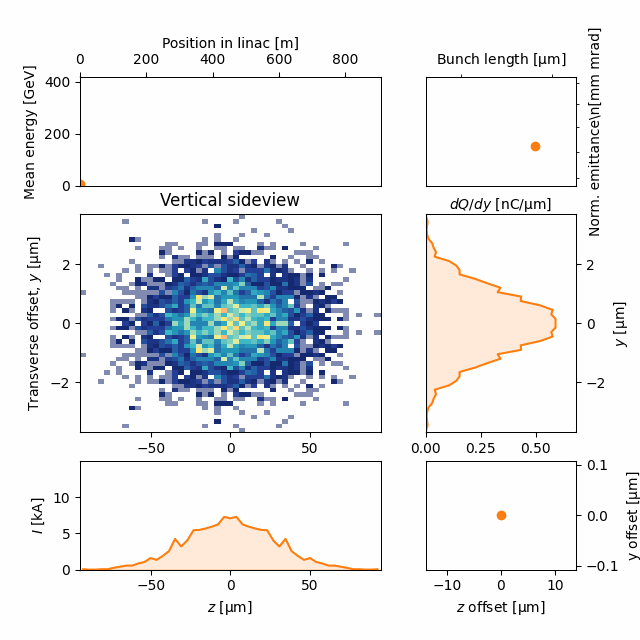 Position in linac [m]
0 200 400 600 800
Mean energy [GeV]
400
200
0
Bunch length [µm]
Norm. emittance\n[mm mrad]
Vertical sideview
Transverse offset, y [µm]
2
0
−2
−50 0 50
dQ/dy [nC/µm]
2
0
−2
y [µm]
0.00 0.25 0.50
I [kA]
10
5
0
−50 0 50
z [µm]
0.1
0.0
−0.1
y offset [µm]
−10 0 10
z offset [µm]